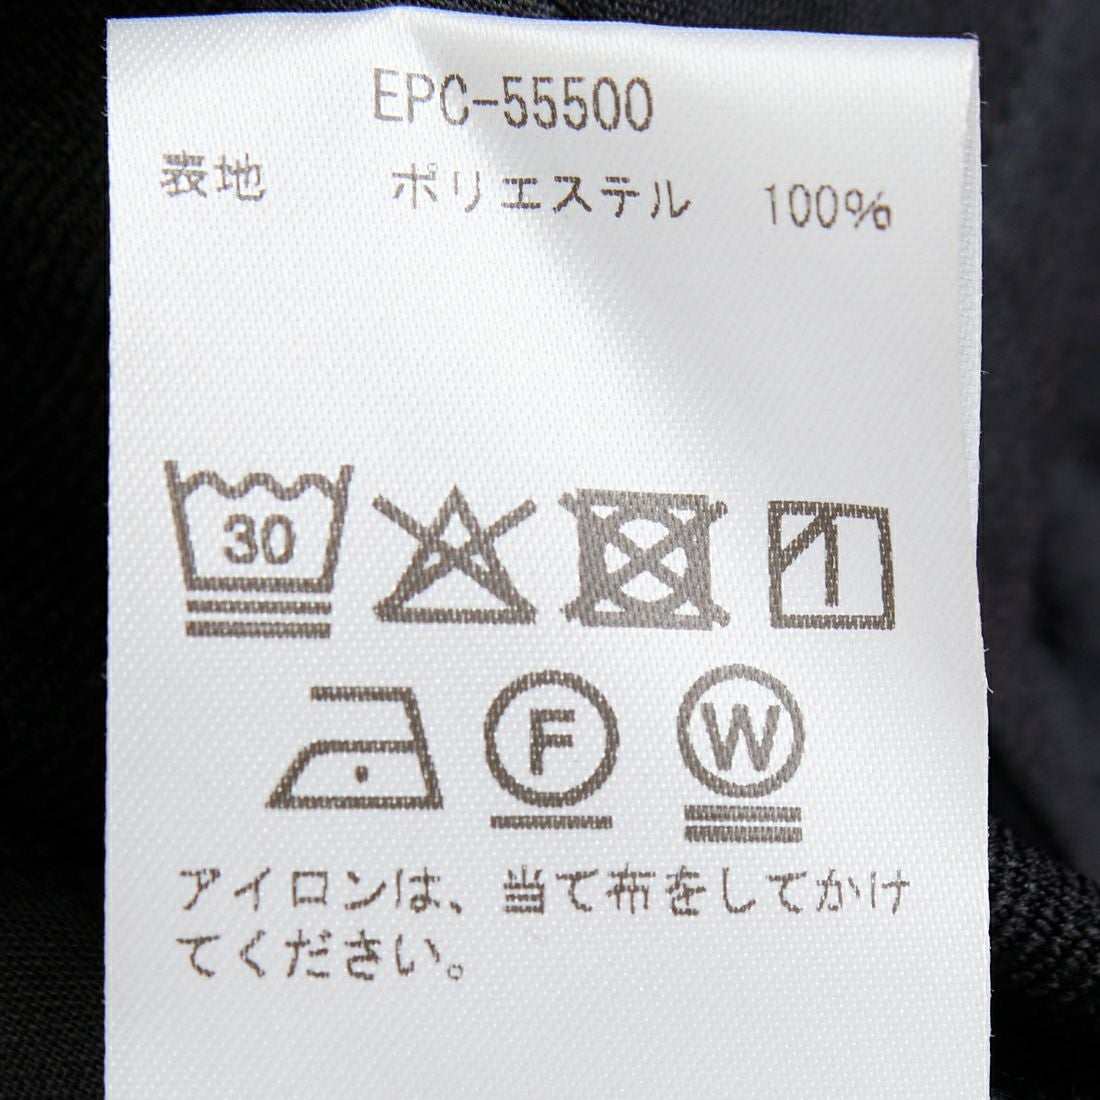 EPC-55500
表地 ポリエステル 100%
30
F W
アイロンは、当て布をしてかけ
てください。